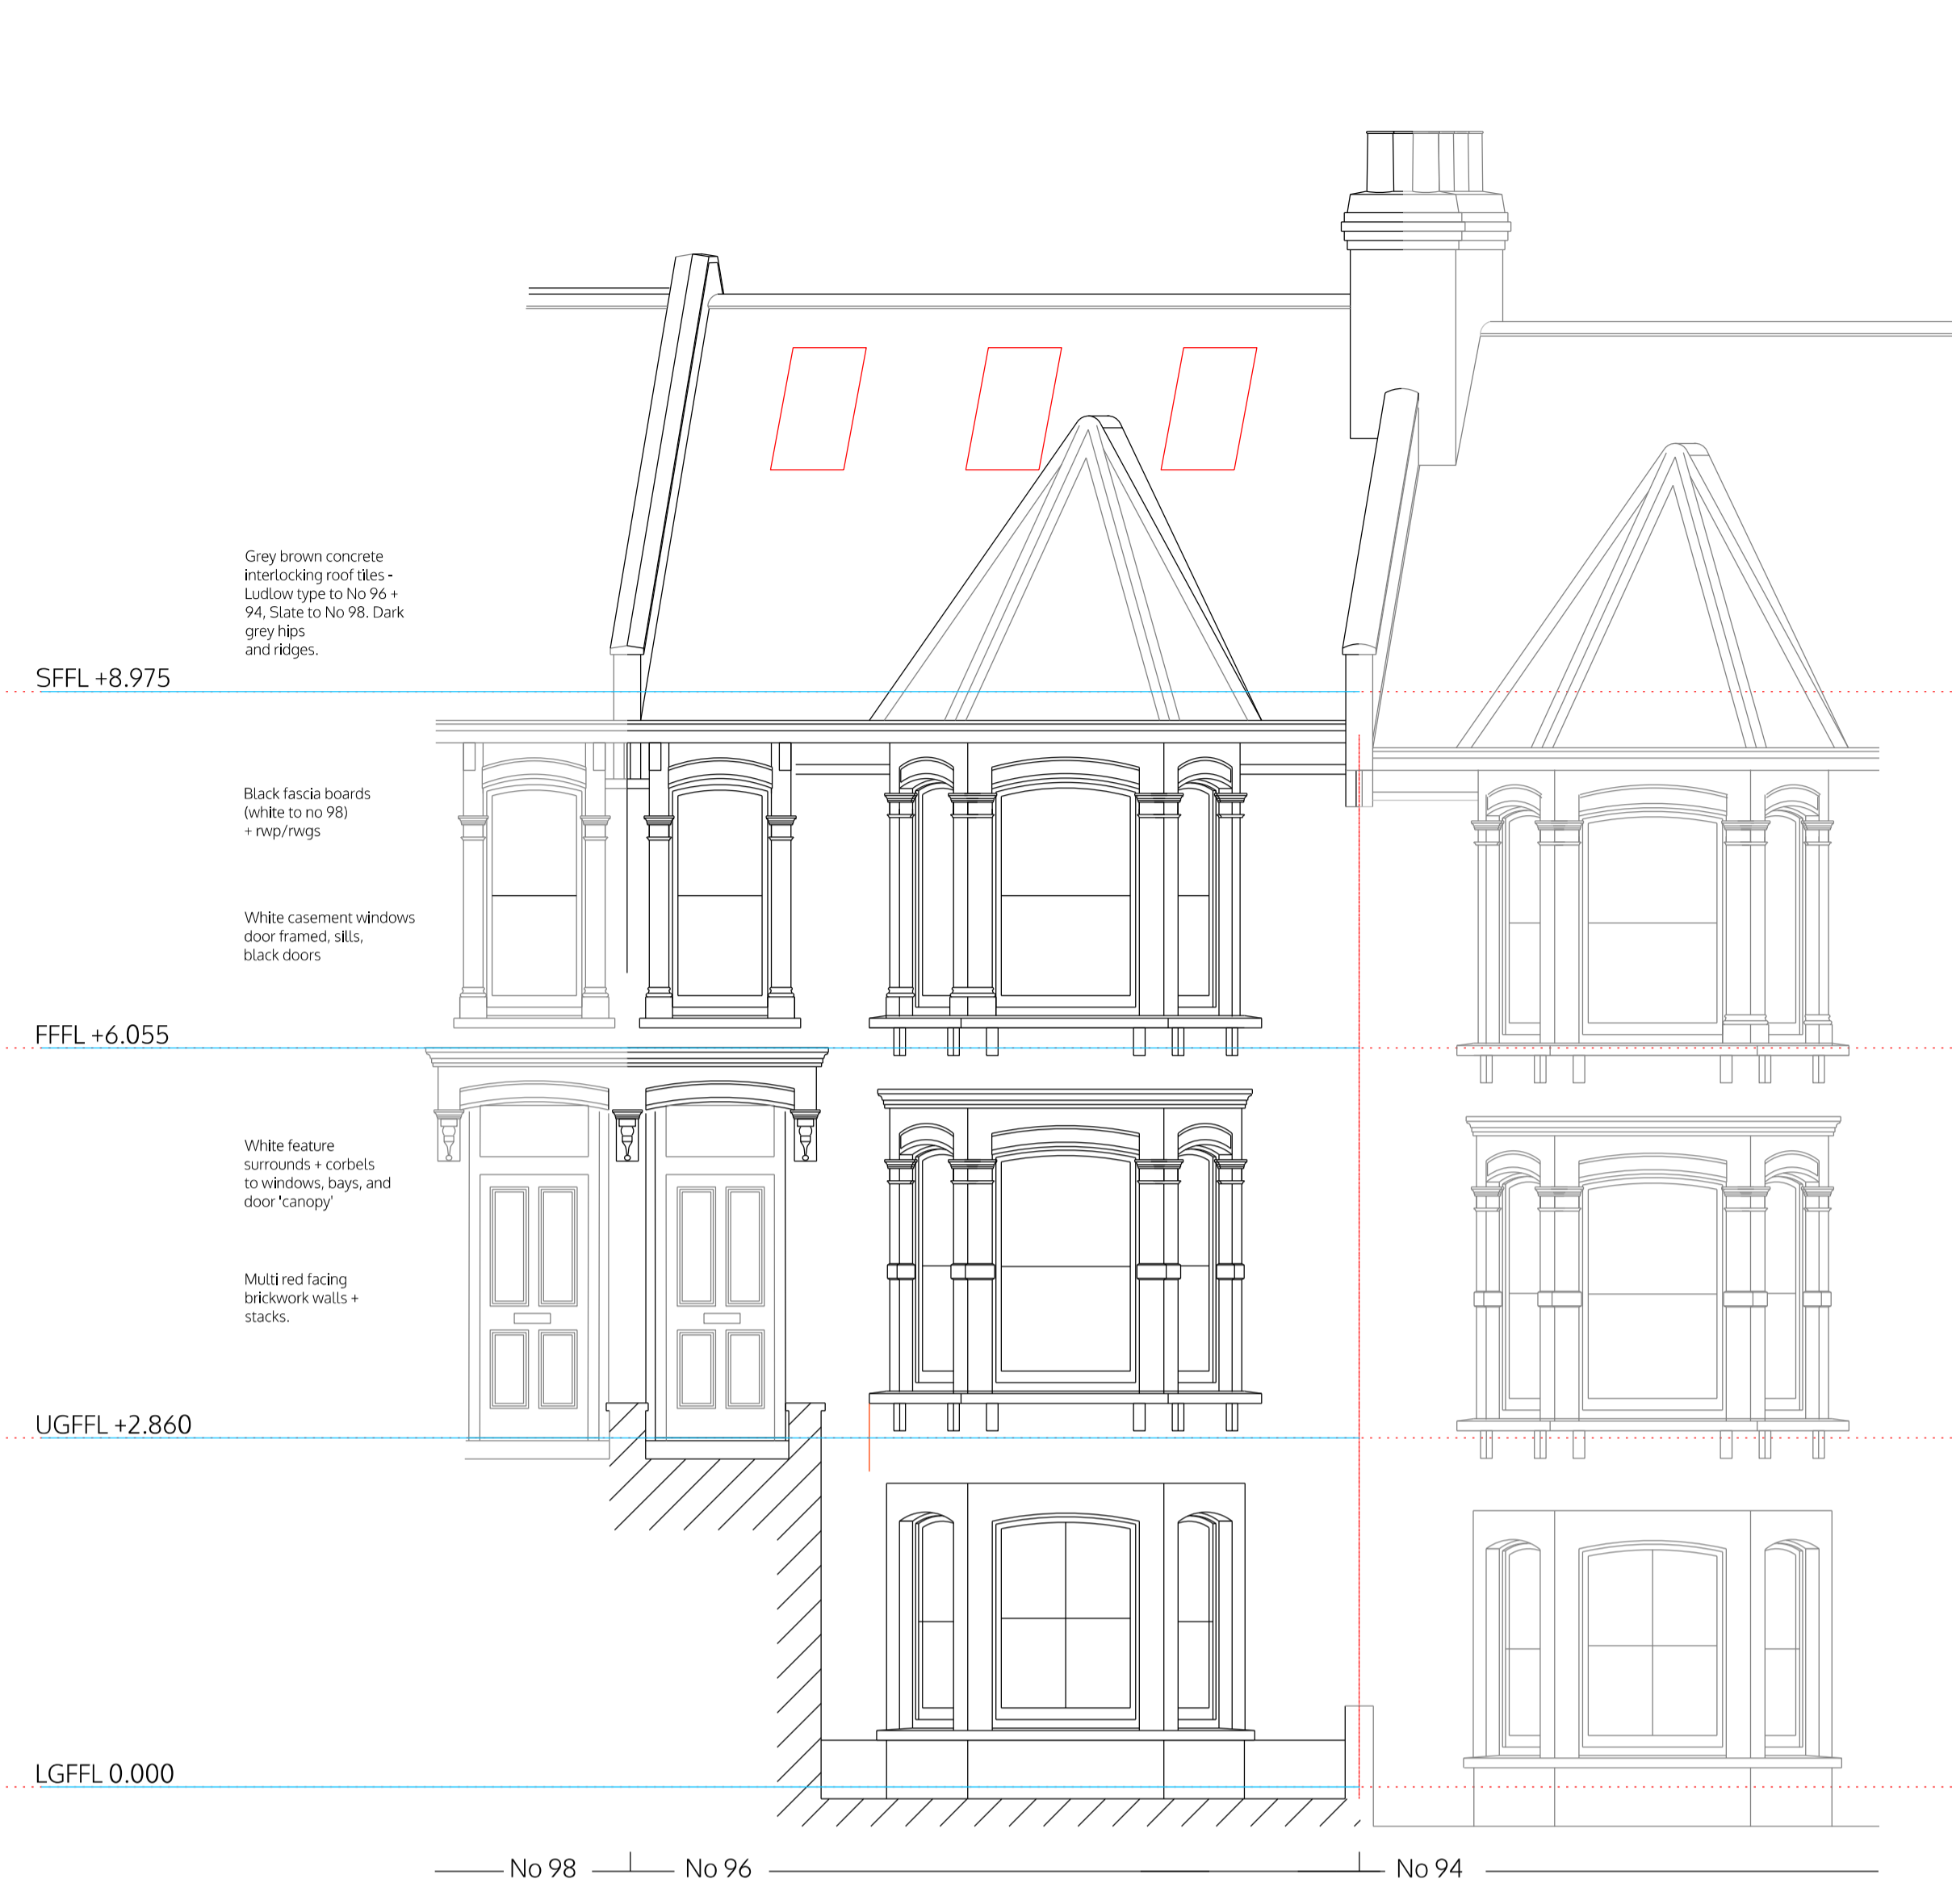 Grey brown concrete
interlocking roof tiles -
Ludlow type to No 96 +
94, Slate to No 98. Dark
grey hips
and ridges.
SFFL +8.975
Black fascia boards
(white to no 98)
+ rwp/rwgs
White casement windows
door framed, sills,
black doors
FFFL +6.055
White feature
surrounds + corbels
to windows, bays, and
door 'canopy'
Multi red facing
brickwork walls +
stacks.
UGFFL +2.860
LGFFL 0.000
No 98
No 96
No 94